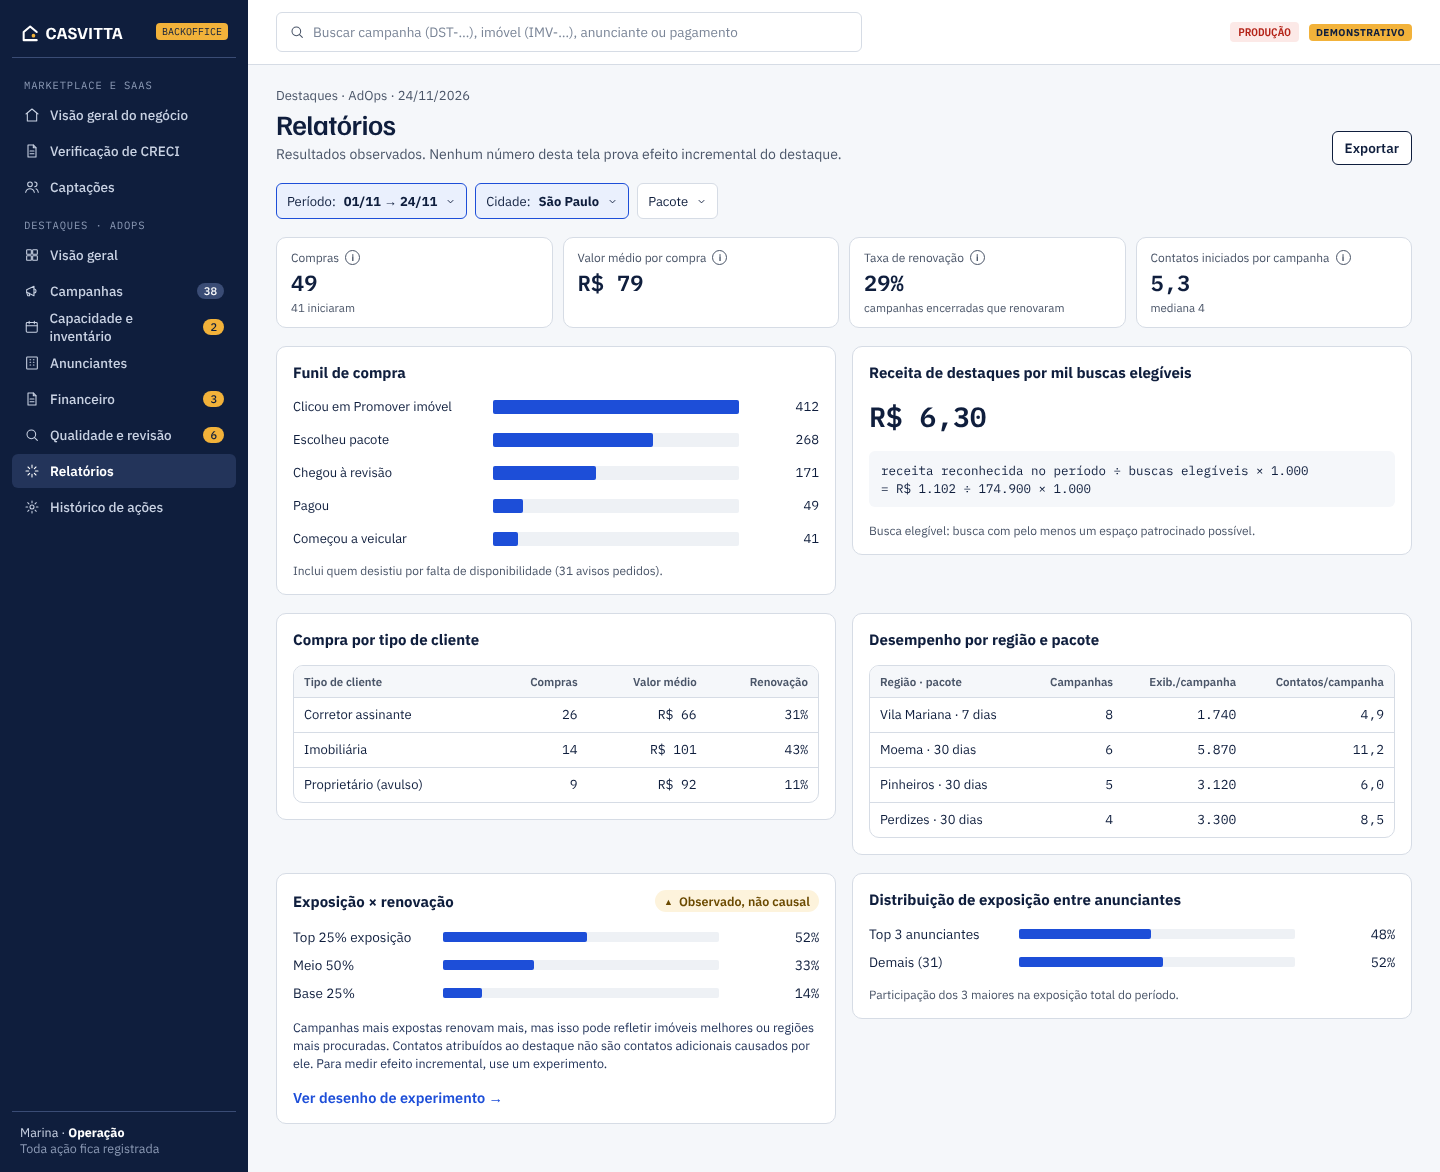 CASVITTA
BACKOFFICE
MARKETPLACE E SAAS
Visão geral do negócio
Verificação de CRECI
Captações
DESTAQUES · ADOPS
Visão geral
Campanhas 38
Capacidade e
inventário 2
Anunciantes
Financeiro 3
Qualidade e revisão 6
Relatórios
Histórico de ações
Marina · Operação
Toda ação fica registrada
Buscar campanha (DST-...), imóvel (IMV-...), anunciante ou pagamento
PRODUÇÃO DEMONSTRATIVO
Destaques · AdOps · 24/11/2026
Relatórios
Resultados observados. Nenhum número desta tela prova efeito incremental do destaque.
Exportar
Período: 01/11 → 24/11
Cidade: São Paulo
Pacote
Compras i
49
41 iniciaram
Valor médio por compra i
R$ 79
Taxa de renovação i
29%
campanhas encerradas que renovaram
Contatos iniciados por campanha i
5,3
mediana 4
Funil de compra
Clicou em Promover imóvel 412
Escolheu pacote 268
Chegou à revisão 171
Pagou 49
Começou a veicular 41
Inclui quem desistiu por falta de disponibilidade (31 avisos pedidos).
Receita de destaques por mil buscas elegíveis
R$ 6,30
receita reconhecida no período ÷ buscas elegíveis × 1.000
= R$ 1.102 ÷ 174.900 × 1.000
Busca elegível: busca com pelo menos um espaço patrocinado possível.
Compra por tipo de cliente
Tipo de cliente Compras Valor médio Renovação
Corretor assinante 26 R$ 66 31%
Imobiliária 14 R$ 101 43%
Proprietário (avulso) 9 R$ 92 11%
Desempenho por região e pacote
Região · pacote Campanhas Exib./campanha Contatos/campanha
Vila Mariana · 7 dias 8 1.740 4,9
Moema · 30 dias 6 5.870 11,2
Pinheiros · 30 dias 5 3.120 6,0
Perdizes · 30 dias 4 3.300 8,5
Exposição × renovação
▲ Observado, não causal
Top 25% exposição 52%
Meio 50% 33%
Base 25% 14%
Campanhas mais expostas renovam mais, mas isso pode refletir imóveis melhores ou regiões
mais procuradas. Contatos atribuídos ao destaque não são contatos adicionais causados por
ele. Para medir efeito incremental, use um experimento.
Ver desenho de experimento →
Distribuição de exposição entre anunciantes
Top 3 anunciantes 48%
Demais (31) 52%
Participação dos 3 maiores na exposição total do período.